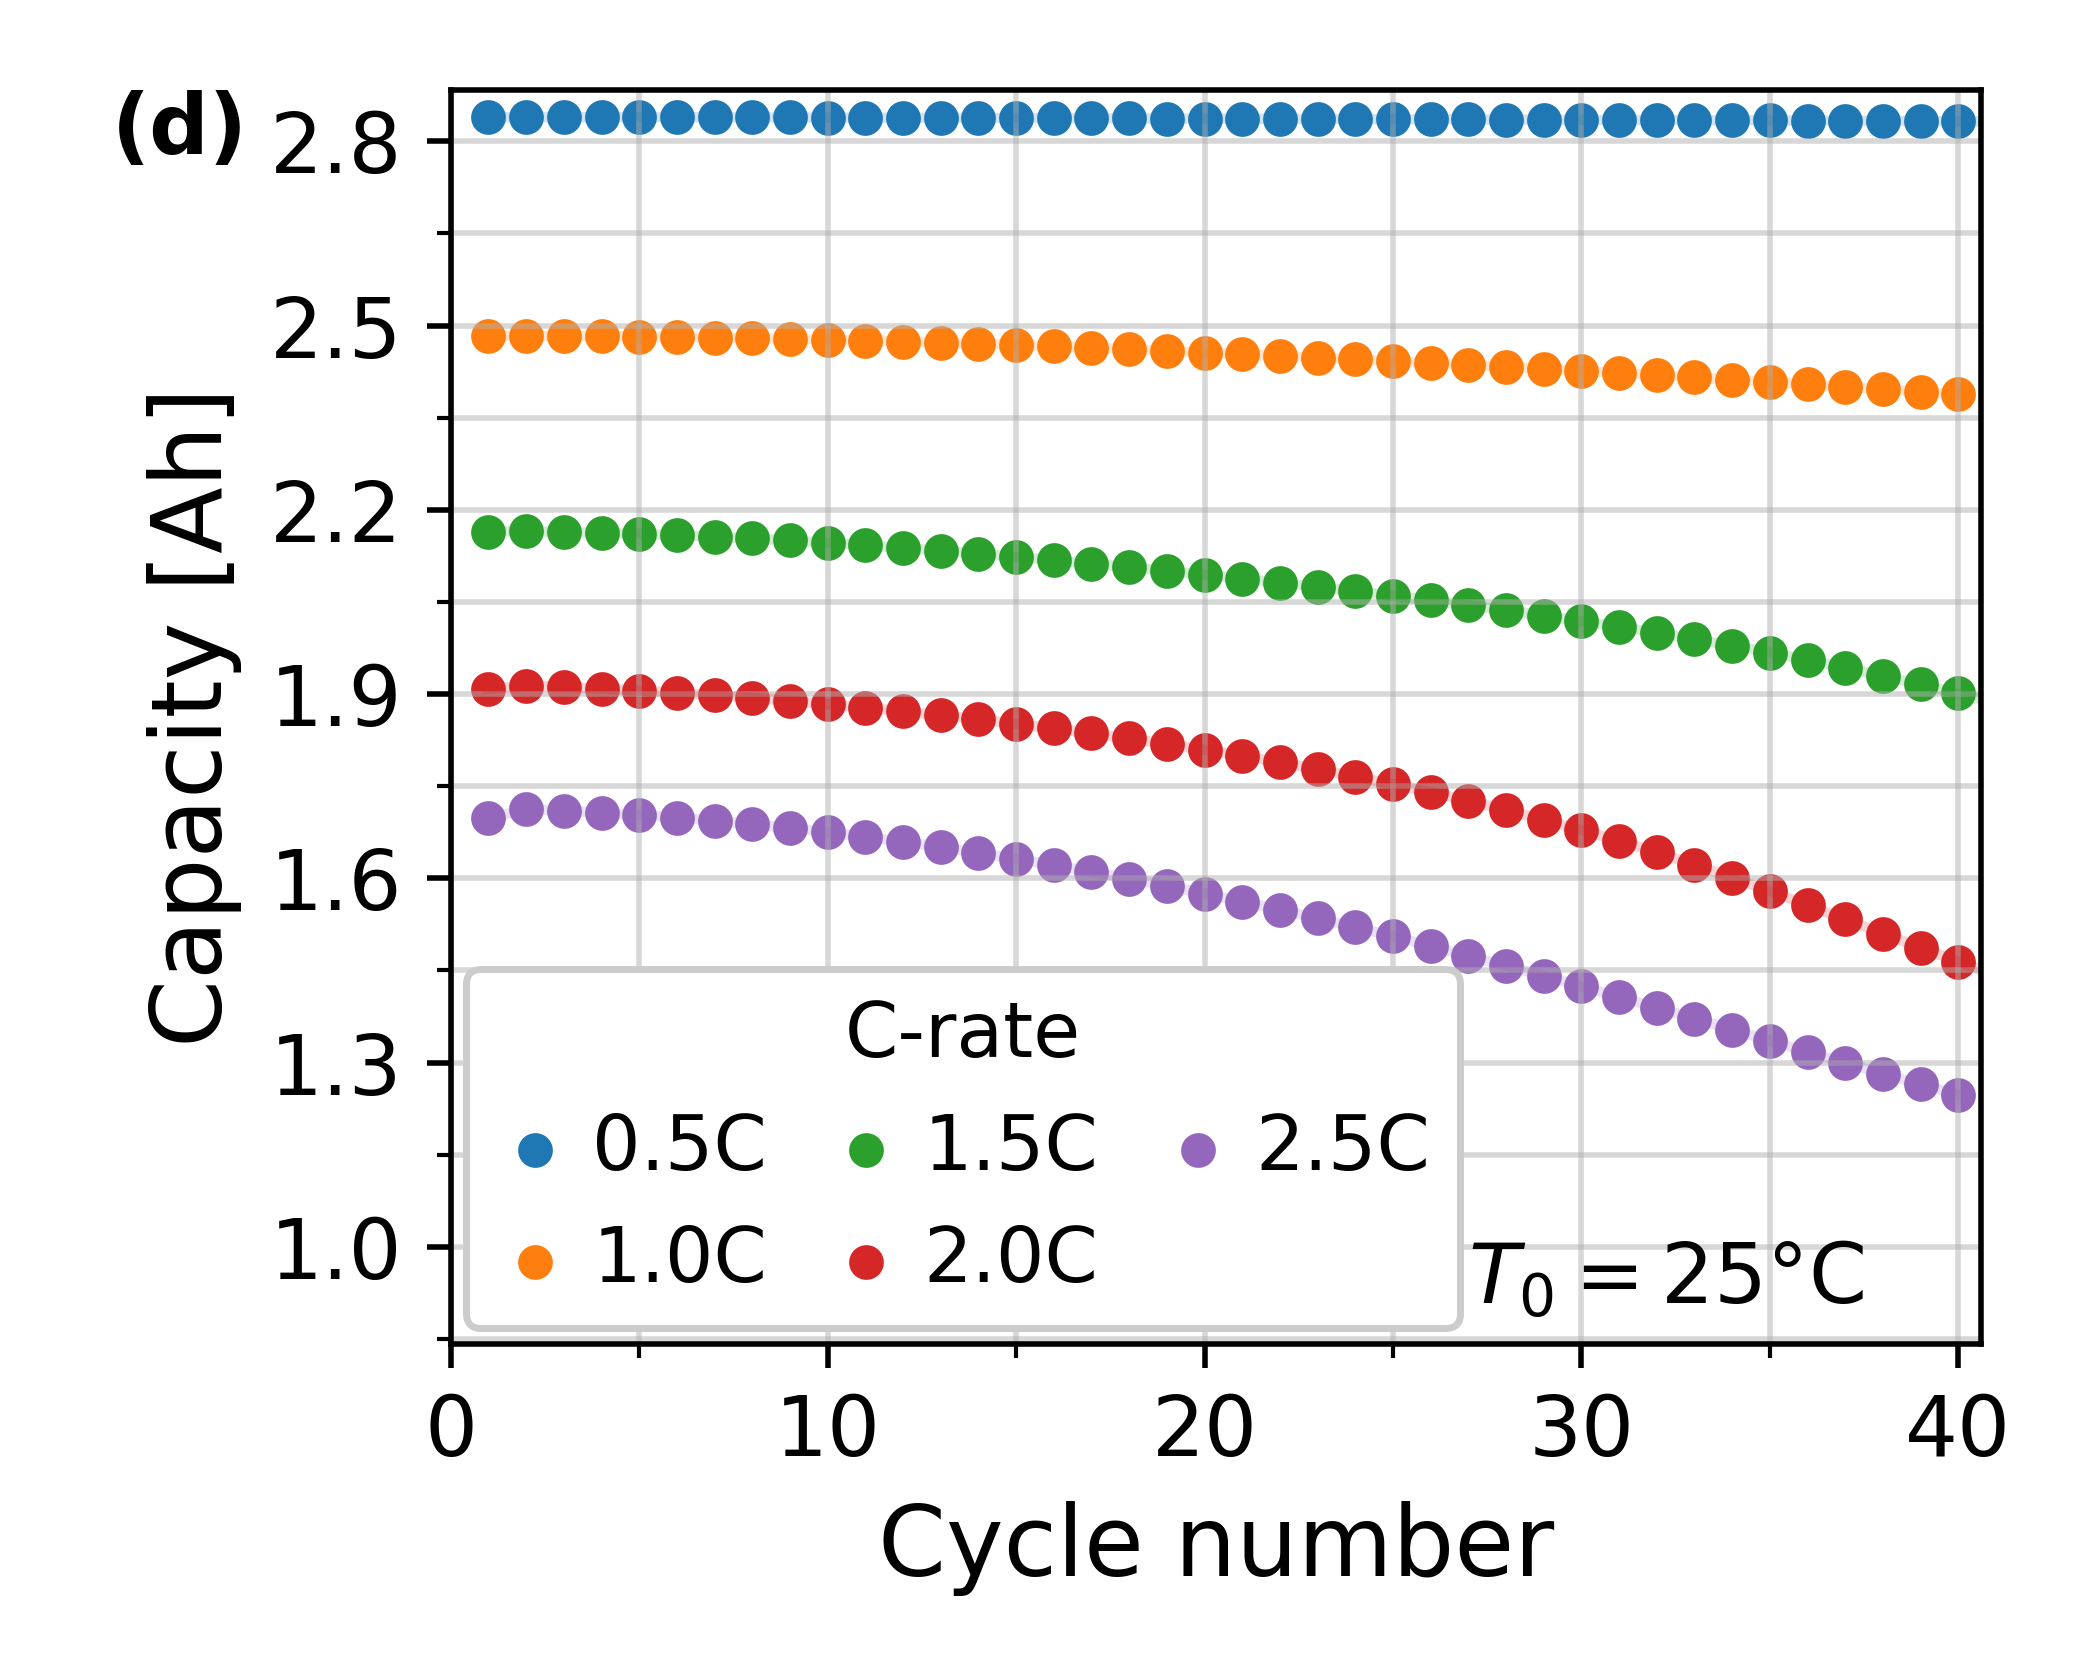 (d)
2.8
2.5
2.2
1.9
1.6
1.3
1.0
Capacity [Ah]
C-rate
0.5C 1.5C 2.5C
1.0C 2.0C
T₀ = 25°C
0 10 20 30 40
Cycle number